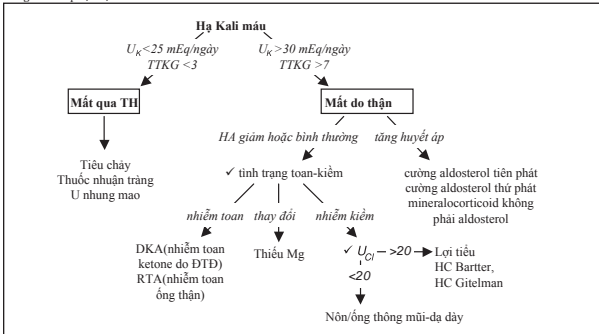 Hạ Kali máu
U_K<25 mEq/ngày
TTKG <3
U_K>30 mEq/ngày
TTKG >7
Mất qua TH
Mất do thận
HA giảm hoặc bình thường
tăng huyết áp
Tiêu chảy
Thuốc nhuận tràng
U nhung mao
✓ tình trạng toan-kiềm
cường aldosterol tiên phát
cường aldosterol thứ phát
mineralocorticoid không
phải aldosterol
nhiễm toan
thay đổi
nhiễm kiềm
DKA(nhiễm toan
ketone do ĐTĐ)
RTA(nhiễm toan
ống thận)
Thiếu Mg
✓ U_Cl
>20
Lợi tiểu
HC Bartter,
HC Gitelman
<20
Nôn/ống thông mũi-dạ dày